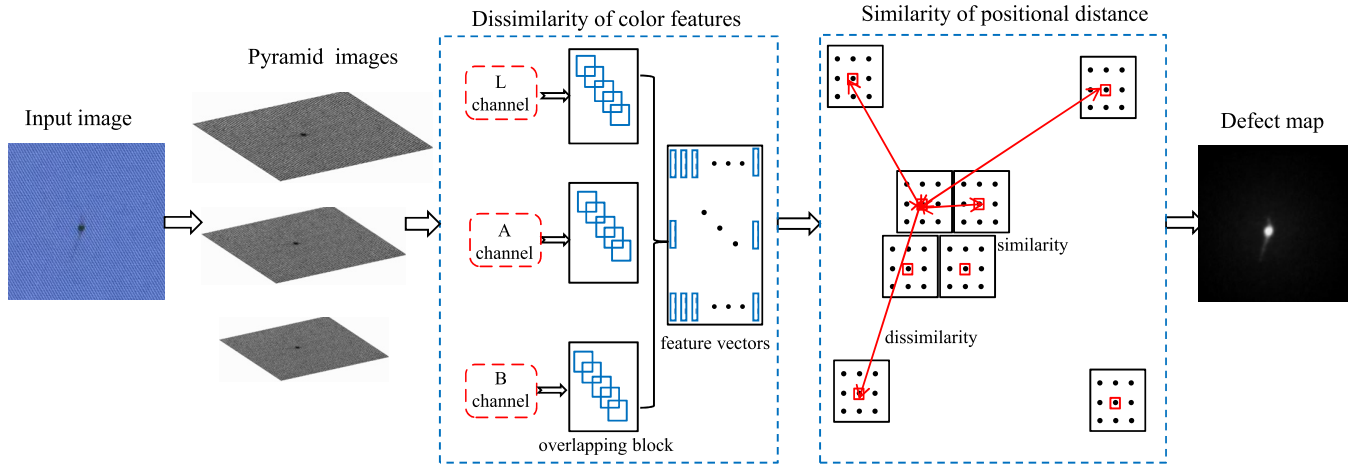 Input image
Pyramid images
Dissimilarity of color features
L
channel
A
channel
B
channel
overlapping block
feature vectors
Similarity of positional distance
similarity
dissimilarity
Defect map